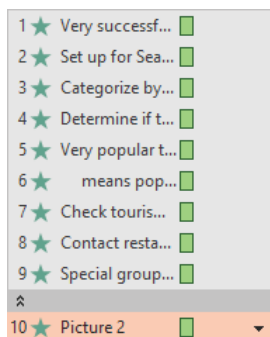 1 Very successf...
2 Set up for Sea...
3 Categorize by...
4 Determine if t...
5 Very popular t...
6 means pop...
7 Check touris...
8 Contact resta...
9 Special group...
10 Picture 2